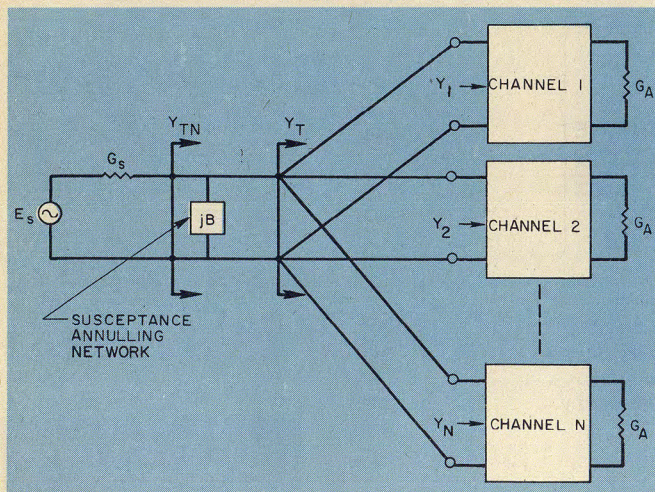 Y_TN
Y_T
G_S
E_S
jB
SUSCEPTANCE
ANNULLING
NETWORK
Y_1
CHANNEL 1
G_A
Y_2
CHANNEL 2
G_A
Y_N
CHANNEL N
G_A